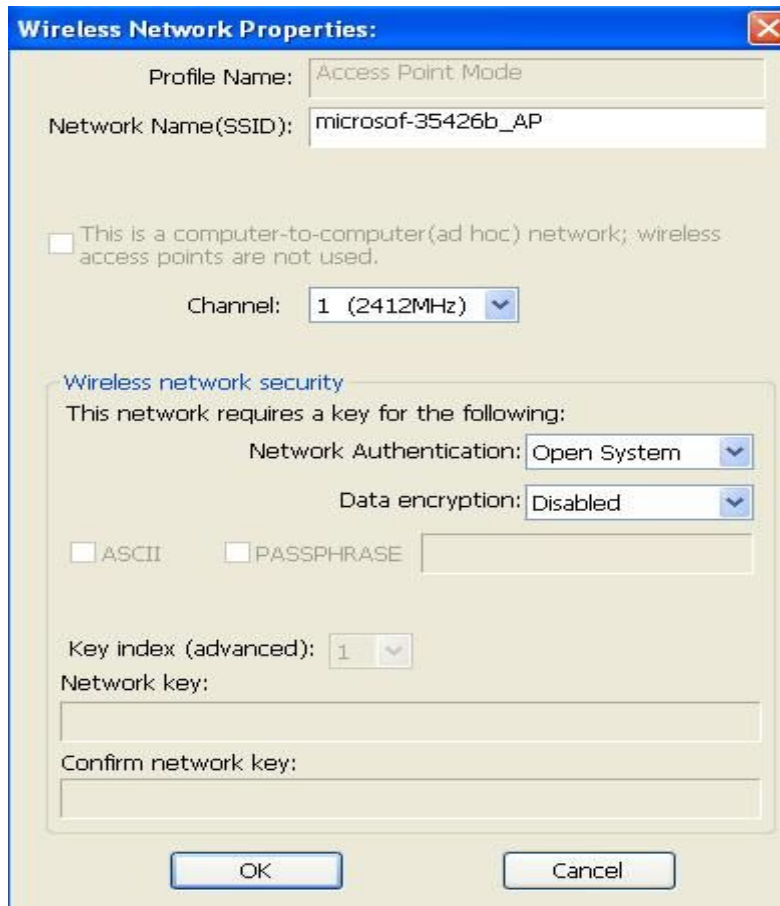 Wireless Network Properties:
Profile Name: Access Point Mode
Network Name(SSID): microsof-35426b_AP
This is a computer-to-computer(ad hoc) network; wireless
access points are not used.
Channel: 1 (2412MHz)
Wireless network security
This network requires a key for the following:
Network Authentication: Open System
Data encryption: Disabled
ASCII PASSPHRASE
Key index (advanced): 1
Network key:
Confirm network key:
OK Cancel